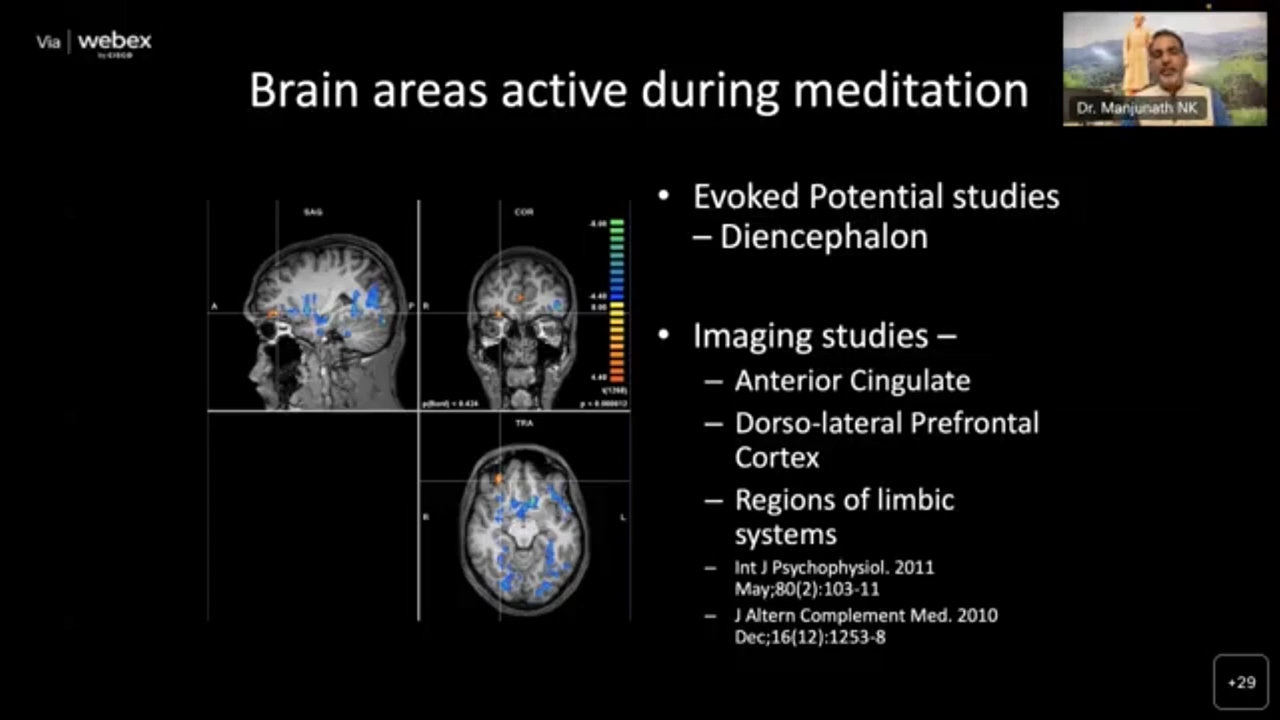 Via | webex
by CISCO
Brain areas active during meditation
Dr. Manjunath NK
SAG
COR
A
P
R
TRA
R
L
• Evoked Potential studies
– Diencephalon
• Imaging studies –
– Anterior Cingulate
– Dorso-lateral Prefrontal
Cortex
– Regions of limbic
systems
– Int J Psychophysiol. 2011
May;80(2):103-11
– J Altern Complement Med. 2010
Dec;16(12):1253-8
+29